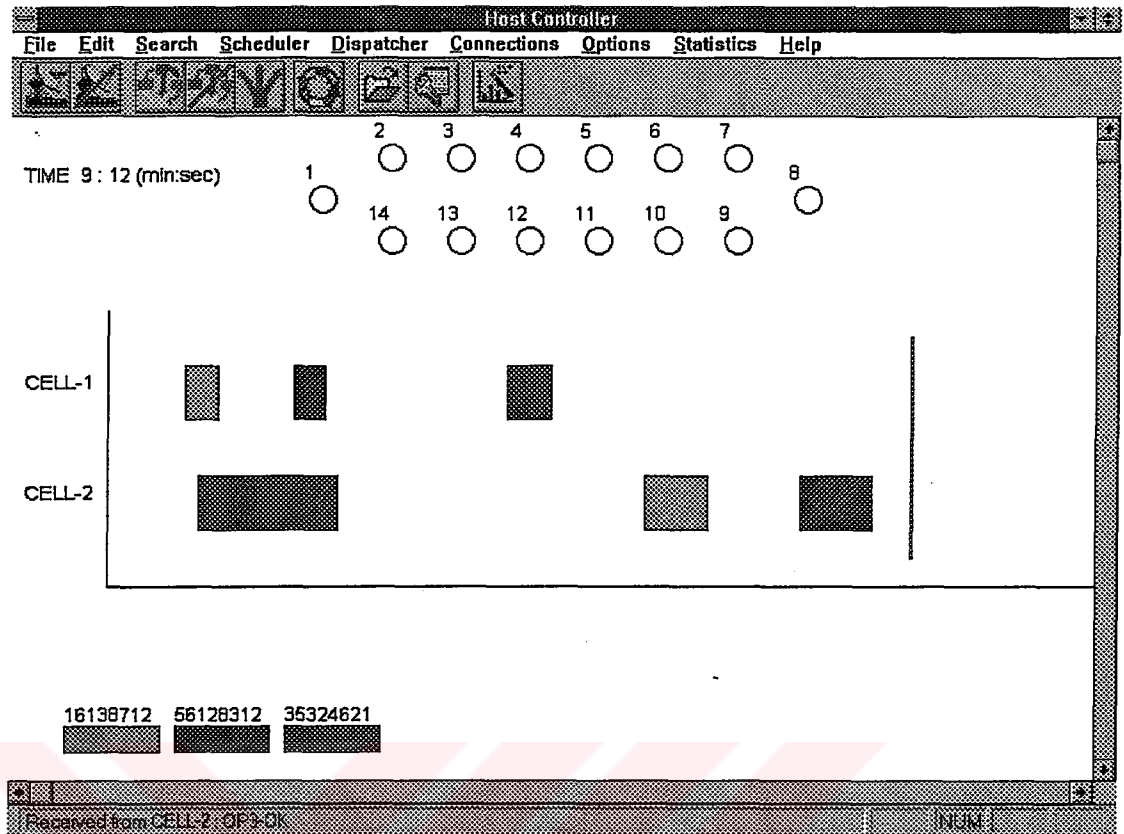 Host Controller
File Edit Search Scheduler Dispatcher Connections Options Statistics Help
2 3 4 5 6 7
TIME 9 : 12 (min:sec) 1 8
14 13 12 11 10 9
CELL-1
CELL-2
16138712 56128312 35324621
Received from CELL-2 : OP3-OK NUM